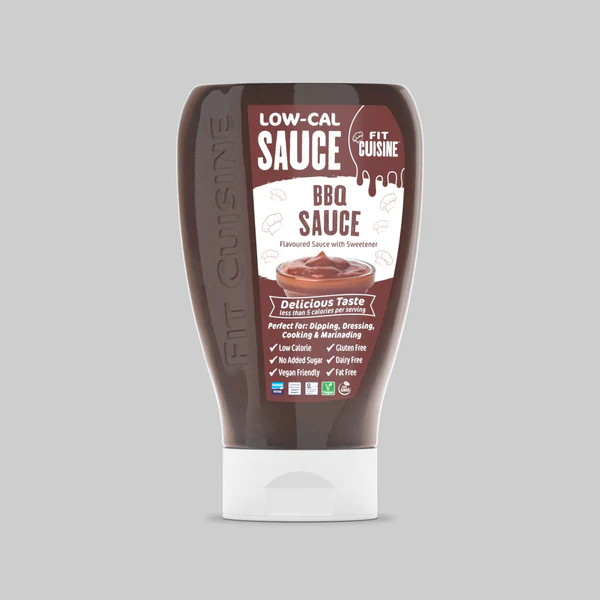 LOW-CAL
SAUCE
FIT
CUISINE
BBQ
SAUCE
Flavoured Sauce with Sweetener
Delicious Taste
less than 5 calories per serving
Perfect for: Dipping, Dressing,
Cooking & Marinading
✓ Low Calorie ✓ Gluten Free
✓ No Added Sugar ✓ Dairy Free
✓ Vegan Friendly ✓ Fat Free
FIT CUISINE